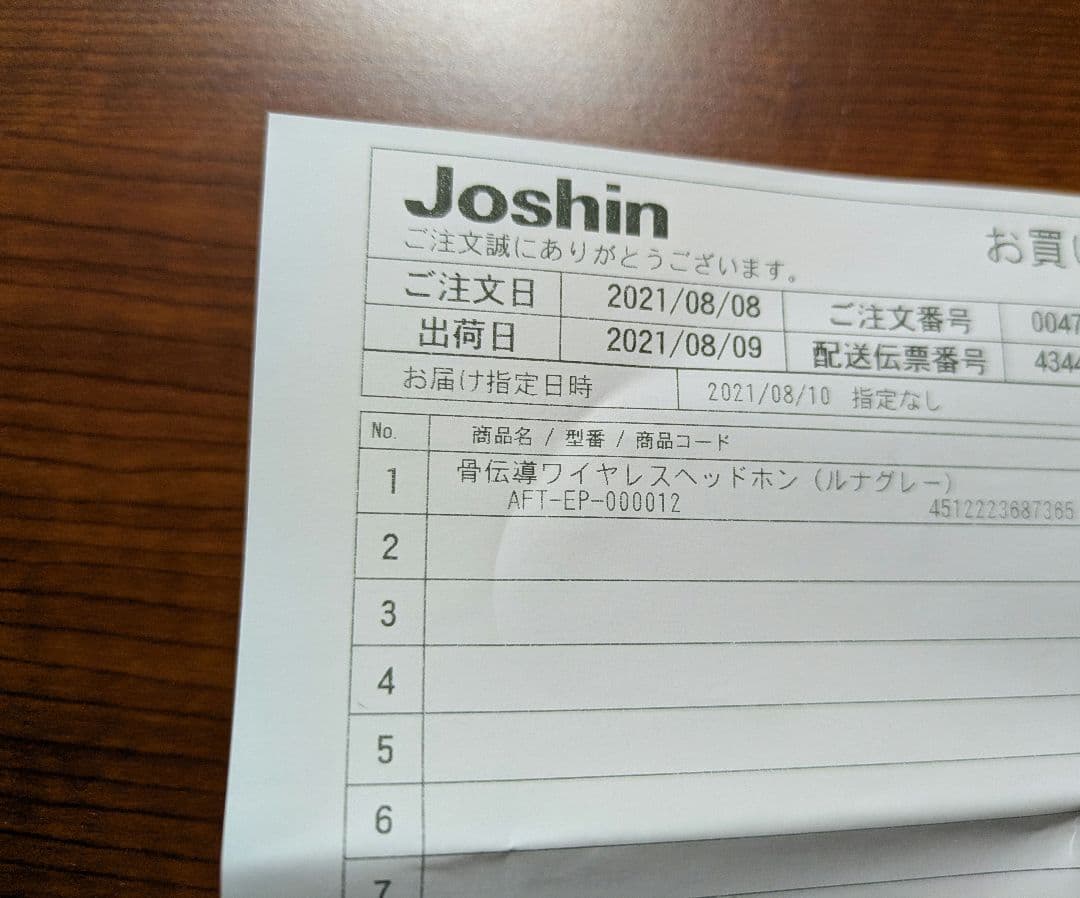 Joshin
ご注文誠にありがとうございます。
お買い
ご注文日 2021/08/08 ご注文番号 0047
出荷日 2021/08/09 配送伝票番号 4344
お届け指定日時 2021/08/10 指定なし
No. 商品名 / 型番 / 商品コード
1 骨伝導ワイヤレスヘッドホン(ルナグレー)
AFT-EP-000012 4512223687365
2
3
4
5
6
7